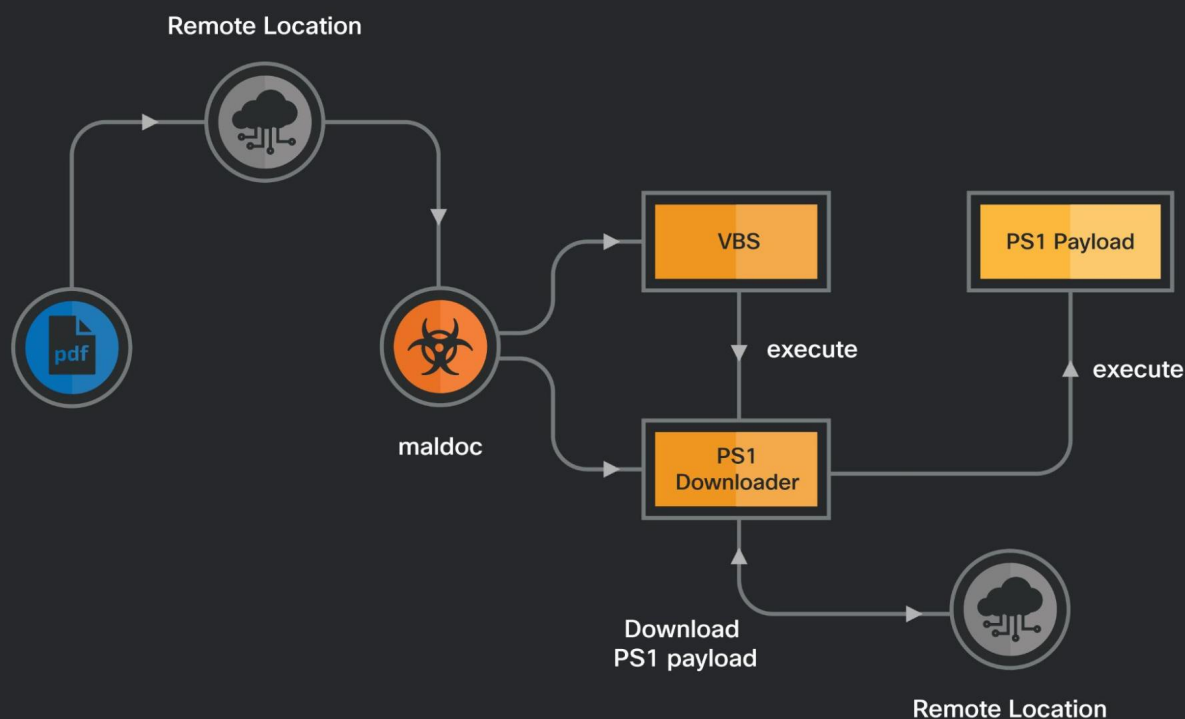 Remote Location
pdf
maldoc
VBS
execute
PS1
Downloader
PS1 Payload
execute
Download
PS1 payload
Remote Location